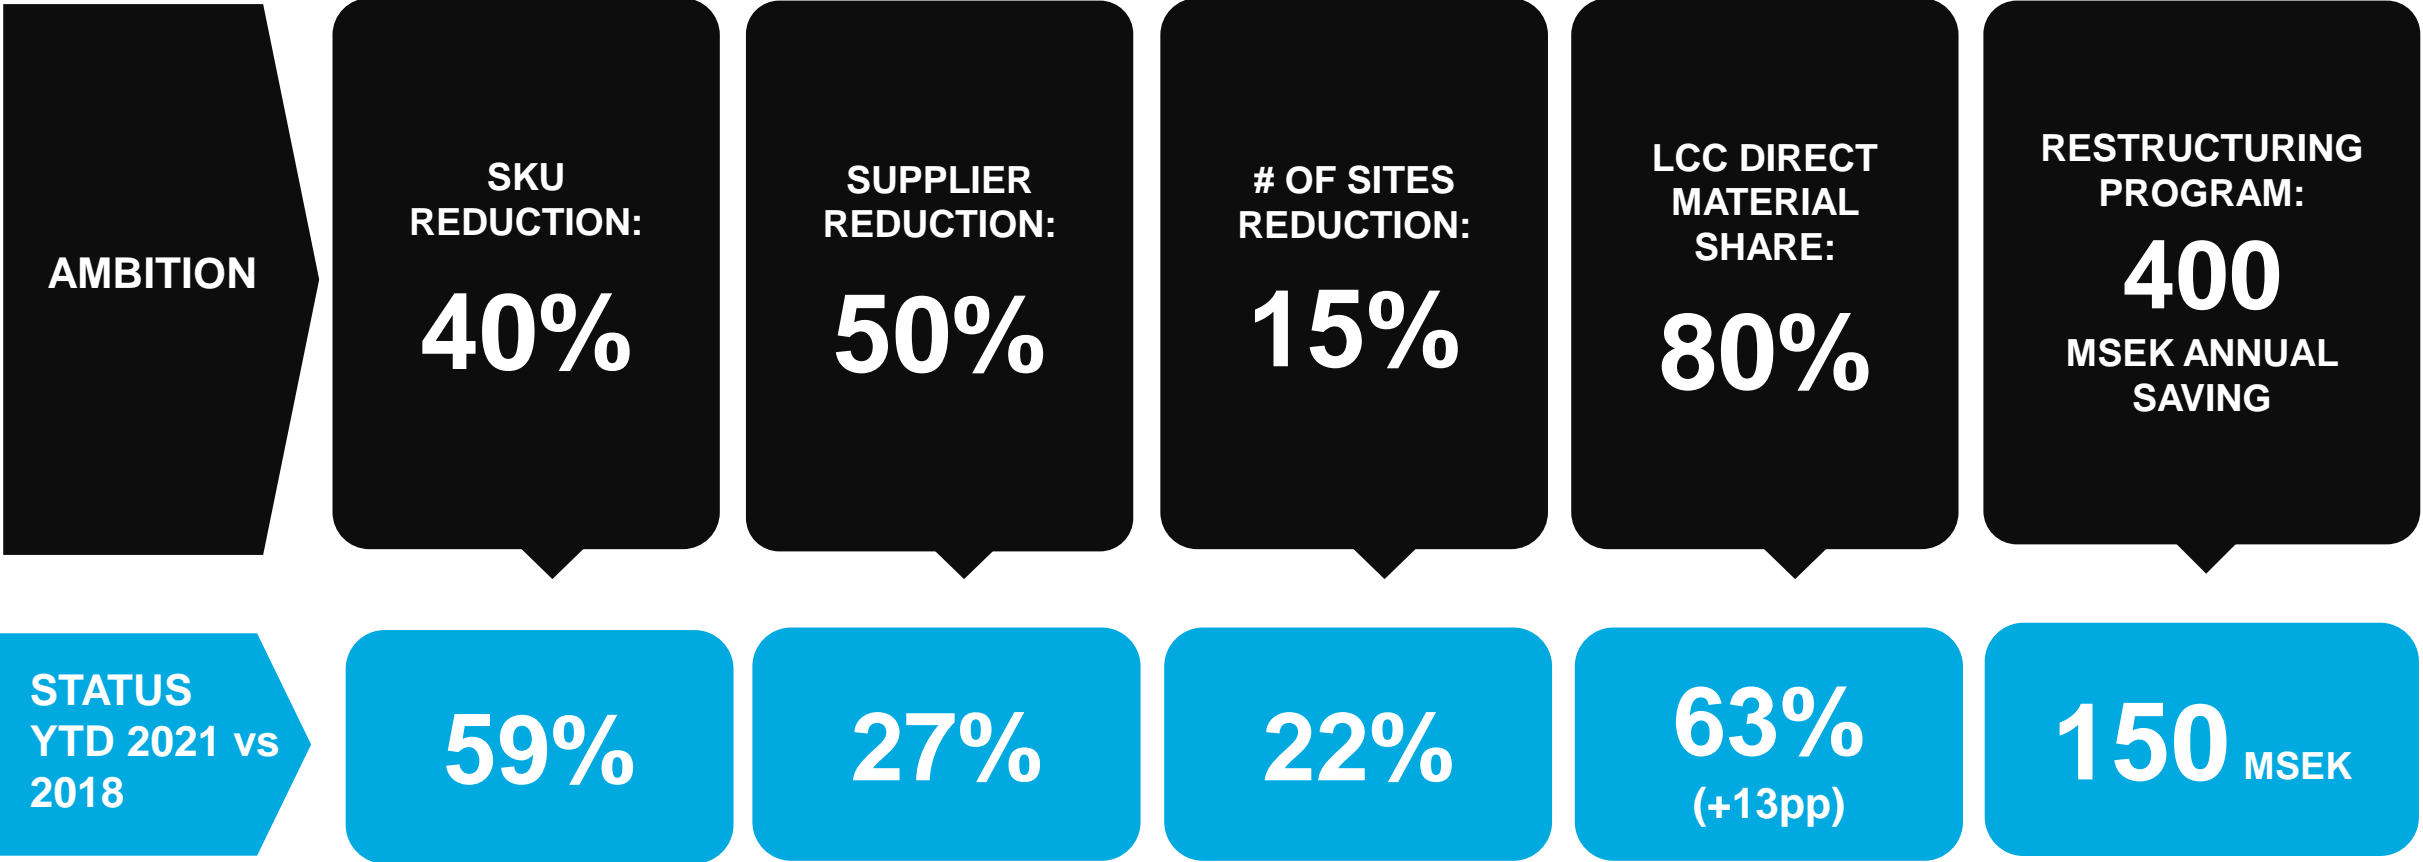 AMBITION
SKU
REDUCTION:
40%
SUPPLIER
REDUCTION:
50%
# OF SITES
REDUCTION:
15%
LCC DIRECT
MATERIAL
SHARE:
80%
RESTRUCTURING
PROGRAM:
400
MSEK ANNUAL
SAVING
STATUS
YTD 2021 vs
2018
59%
27%
22%
63%
(+13pp)
150 MSEK